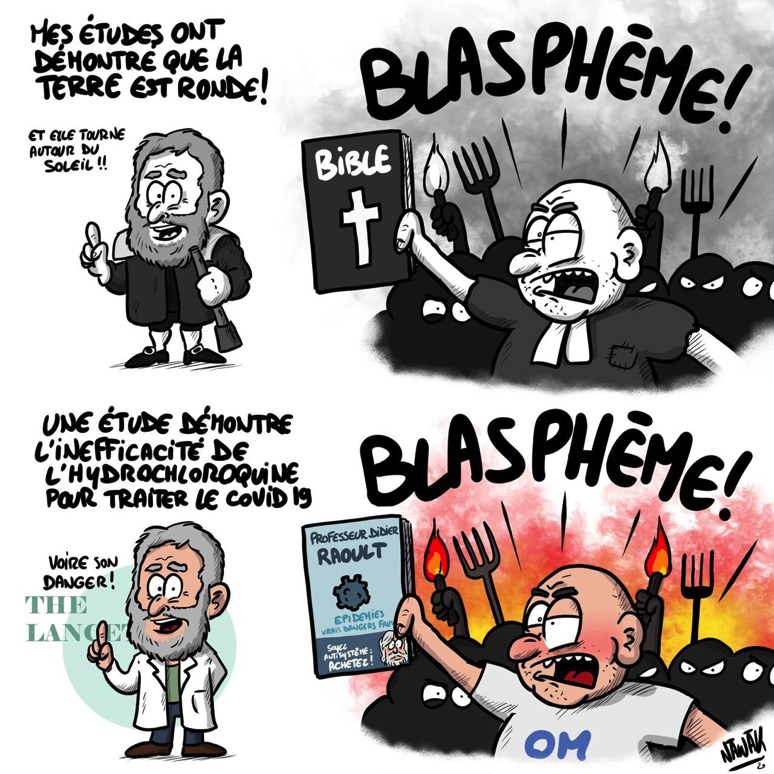 MES ÉTUDES ONT
DÉMONTRÉ QUE LA
TERRE EST RONDE!
ET ELLE TOURNE
AUTOUR DU
SOLEIL!!
BLASPHÈME!
BIBLE
UNE ÉTUDE DÉMONTRE
L'INEFFICACITÉ DE
L'HYDROCHLOROQUINE
POUR TRAITER LE COVID 19
VOIRE SON
DANGER!
THE
LANCET
BLASPHÈME!
PROFESSEUR DIDIER
RAOULT
EPIDEMIES
VRAIS DANGERS FAUX
SOYEZ
ANTISYSTÈME:
ACHETEZ!
OM
NAWAK
20